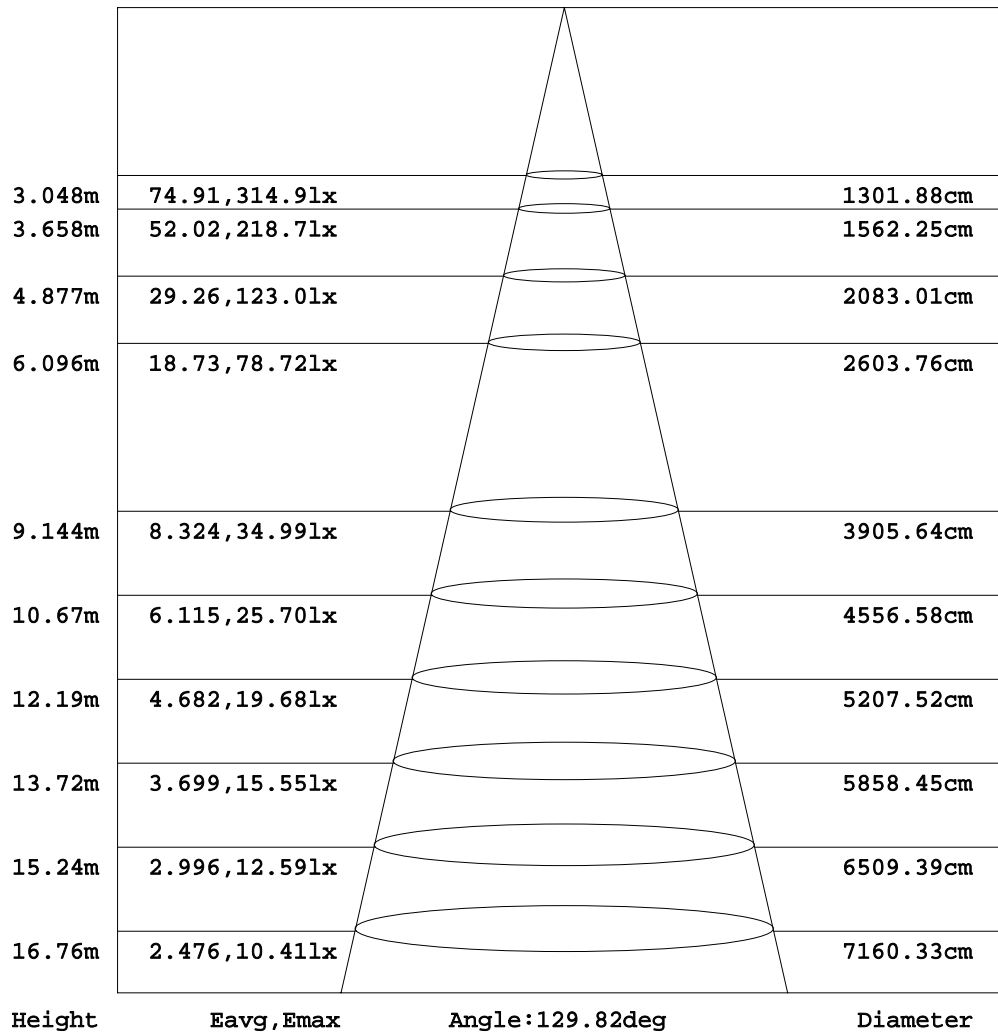 3.048m 74.91,314.9lx 1301.88cm
3.658m 52.02,218.7lx 1562.25cm
4.877m 29.26,123.0lx 2083.01cm
6.096m 18.73,78.72lx 2603.76cm
9.144m 8.324,34.99lx 3905.64cm
10.67m 6.115,25.70lx 4556.58cm
12.19m 4.682,19.68lx 5207.52cm
13.72m 3.699,15.55lx 5858.45cm
15.24m 2.996,12.59lx 6509.39cm
16.76m 2.476,10.41lx 7160.33cm
Height Eavg,Emax Angle:129.82deg Diameter